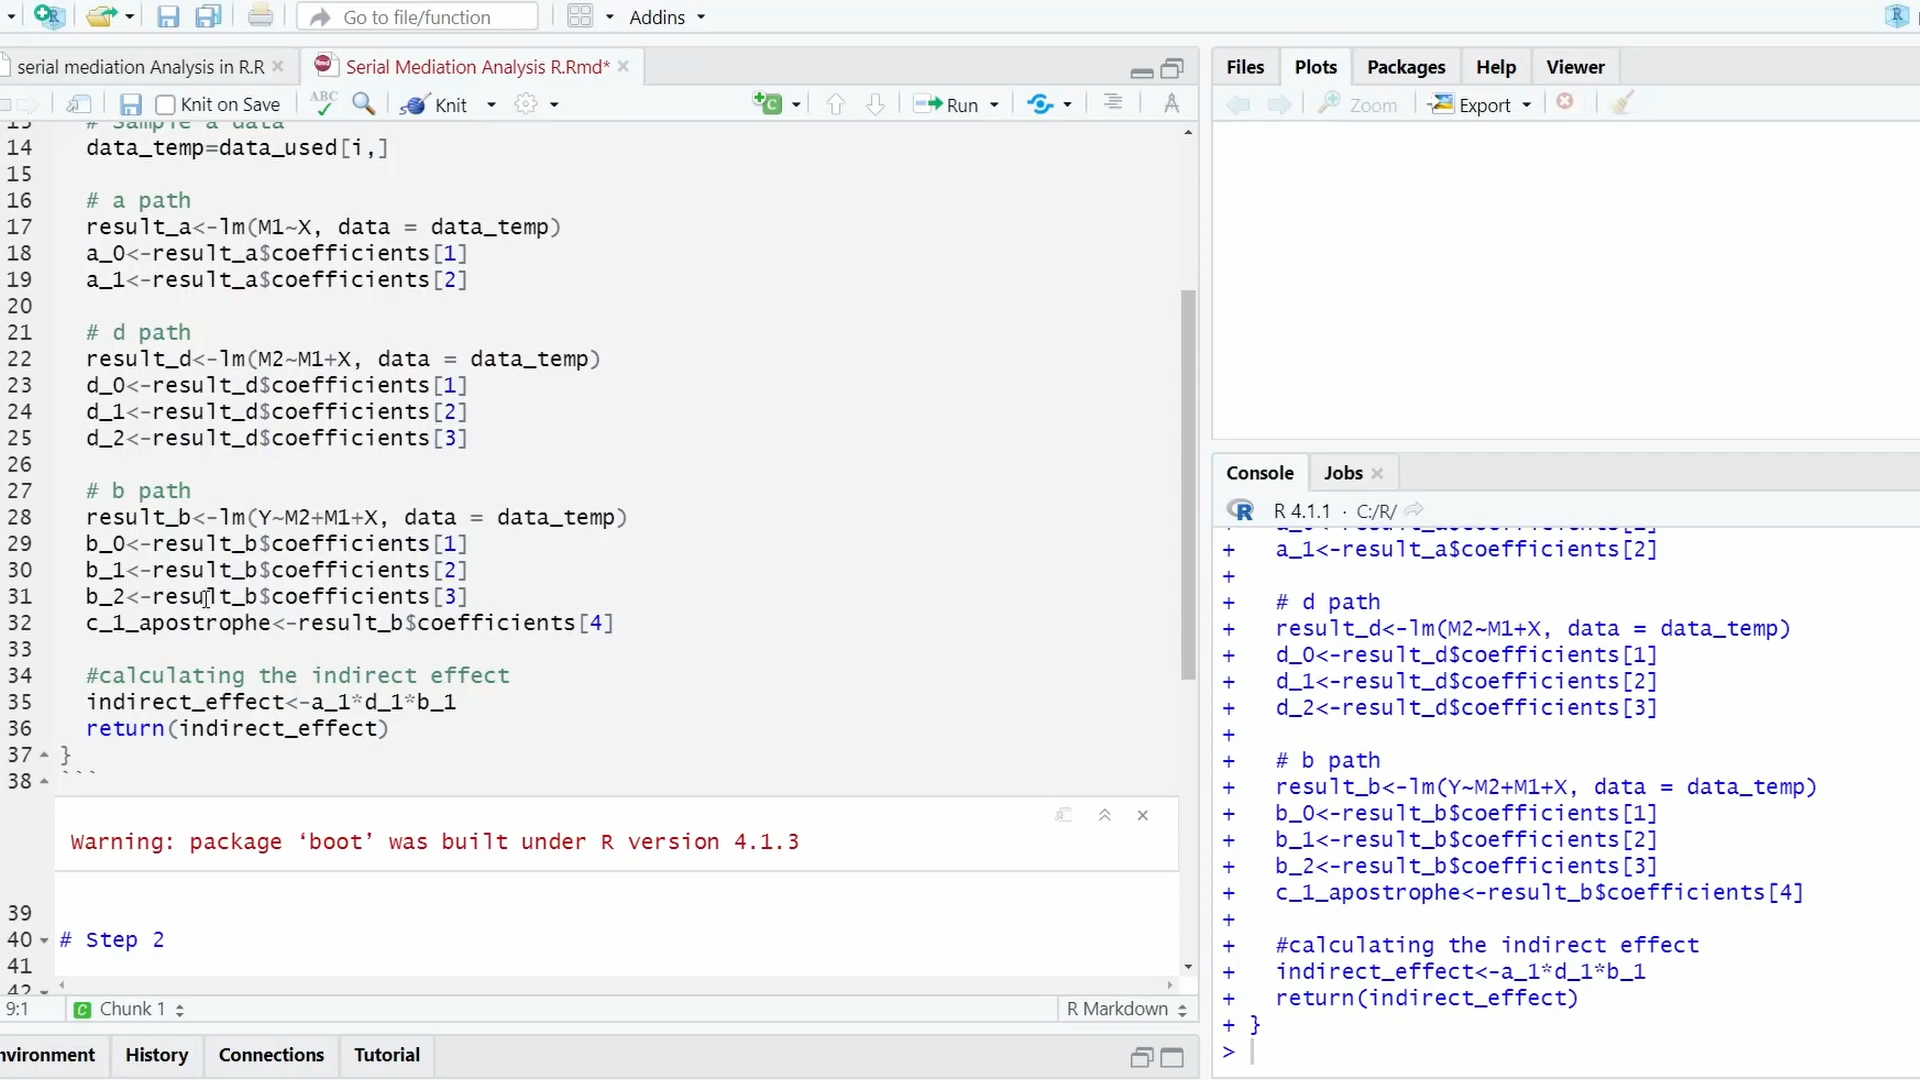 Go to file/function
Addins
serial mediation Analysis in R.R
Serial Mediation Analysis R.Rmd*
Knit on Save
ABC
Knit
Run
# Sample a data
14 data_temp=data_used[i,]
15
16 # a path
17 result_a<-lm(M1~X, data = data_temp)
18 a_0<-result_a$coefficients[1]
19 a_1<-result_a$coefficients[2]
20
21 # d path
22 result_d<-lm(M2~M1+X, data = data_temp)
23 d_0<-result_d$coefficients[1]
24 d_1<-result_d$coefficients[2]
25 d_2<-result_d$coefficients[3]
26
27 # b path
28 result_b<-lm(Y~M2+M1+X, data = data_temp)
29 b_0<-result_b$coefficients[1]
30 b_1<-result_b$coefficients[2]
31 b_2<-result_b$coefficients[3]
32 c_1_apostrophe<-result_b$coefficients[4]
33
34 #calculating the indirect effect
35 indirect_effect<-a_1*d_1*b_1
36 return(indirect_effect)
37 }
38 ```
Warning: package ‘boot’ was built under R version 4.1.3
39
40 # Step 2
41
42
9:1
Chunk 1
R Markdown
nvironment
History
Connections
Tutorial
Files
Plots
Packages
Help
Viewer
Zoom
Export
Console
Jobs
R 4.1.1 · C:/R/
+ a_1<-result_a$coefficients[2]
+
+ # d path
+ result_d<-lm(M2~M1+X, data = data_temp)
+ d_0<-result_d$coefficients[1]
+ d_1<-result_d$coefficients[2]
+ d_2<-result_d$coefficients[3]
+
+ # b path
+ result_b<-lm(Y~M2+M1+X, data = data_temp)
+ b_0<-result_b$coefficients[1]
+ b_1<-result_b$coefficients[2]
+ b_2<-result_b$coefficients[3]
+ c_1_apostrophe<-result_b$coefficients[4]
+
+ #calculating the indirect effect
+ indirect_effect<-a_1*d_1*b_1
+ return(indirect_effect)
+ }
>